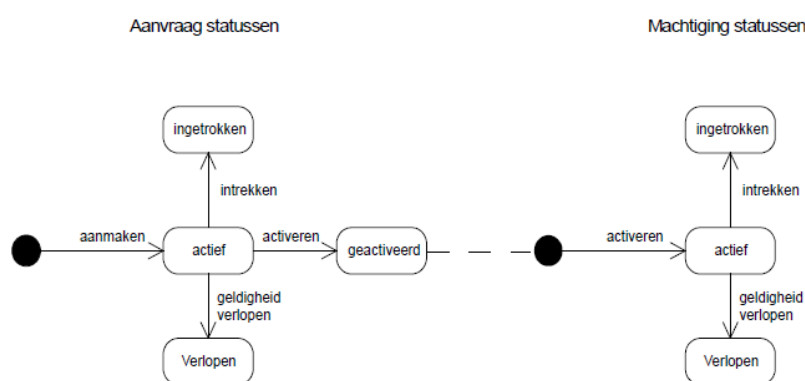 Aanvraag statussen
Machtiging statussen
ingetrokken
ingetrokken
intrekken
intrekken
aanmaken
actief
activeren
geactiveerd
activeren
actief
geldigheid
verlopen
geldigheid
verlopen
Verlopen
Verlopen